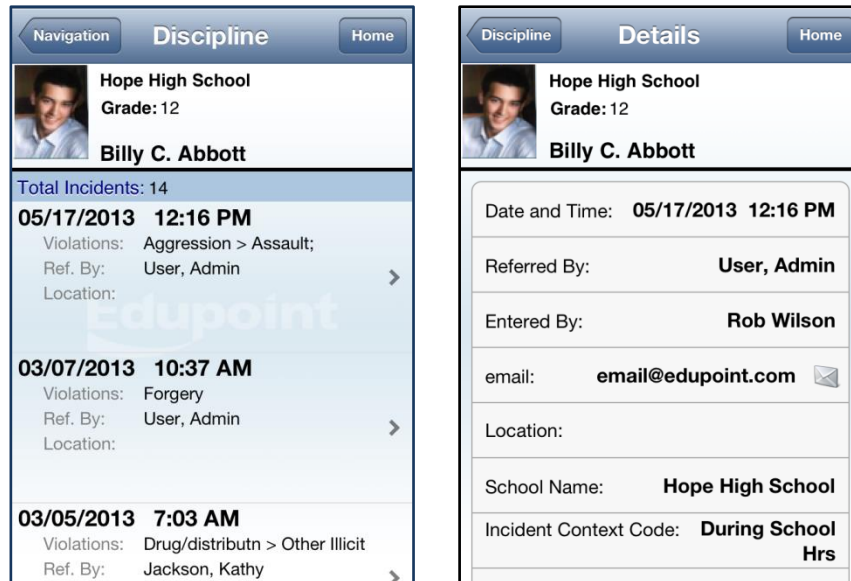 Navigation
Discipline
Home
Hope High School
Grade: 12
Billy C. Abbott
Total Incidents: 14
05/17/2013 12:16 PM
Violations: Aggression > Assault;
Ref. By: User, Admin
Location:
Edupoint
03/07/2013 10:37 AM
Violations: Forgery
Ref. By: User, Admin
Location:
03/05/2013 7:03 AM
Violations: Drug/distributn > Other Illicit
Ref. By: Jackson, Kathy
Discipline
Details
Home
Hope High School
Grade: 12
Billy C. Abbott
Date and Time: 05/17/2013 12:16 PM
Referred By: User, Admin
Entered By: Rob Wilson
email: email@edupoint.com
Location:
School Name: Hope High School
Incident Context Code: During School
Hrs